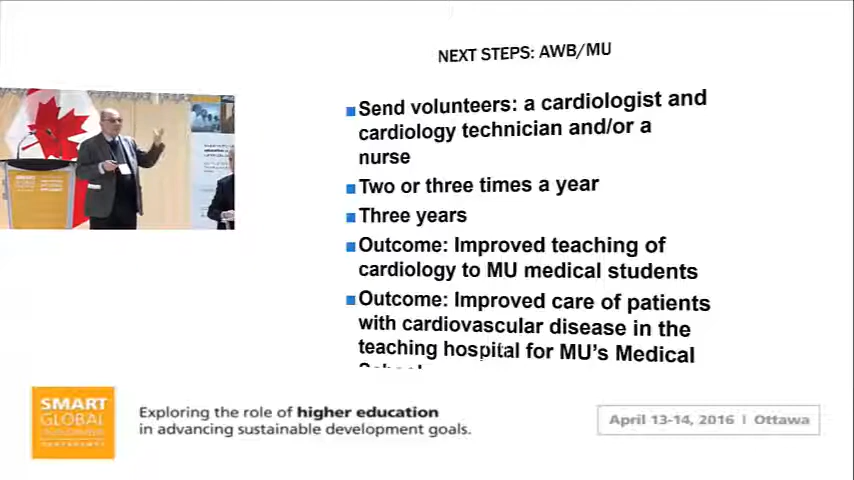 NEXT STEPS: AWB/MU
Send volunteers: a cardiologist and
cardiology technician and/or a
nurse
Two or three times a year
Three years
Outcome: Improved teaching of
cardiology to MU medical students
Outcome: Improved care of patients
with cardiovascular disease in the
teaching hospital for MU's Medical
SMART
GLOBAL
Exploring the role of higher education
in advancing sustainable development goals.
April 13-14, 2016 | Ottawa